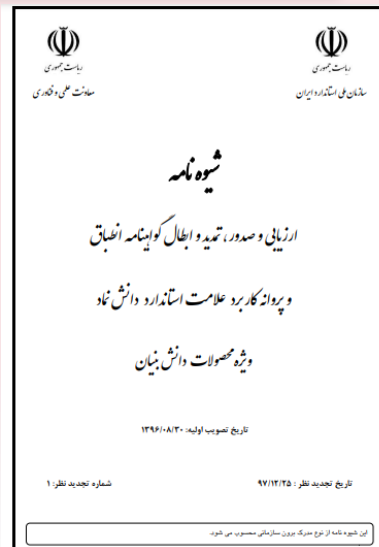 ریاست جمهوری
سازمان ملی استاندارد ایران
ریاست جمهوری
معاونت علمی و فناوری
شیوه نامه
ارزیابی و صدور، تمدید و ابطال گواهینامه انطباق
و پروانه کاربرد علامت استاندارد دانش نماد
ویژه محصولات دانش بنیان
تاریخ تصویب اولیه: ۱۳۹۶/۰۸/۳۰
تاریخ تجدید نظر : ۹۷/۱۲/۲۵
شماره تجدید نظر: ۱
این شیوه نامه از نوع مدرک برون سازمانی محسوب می شود.